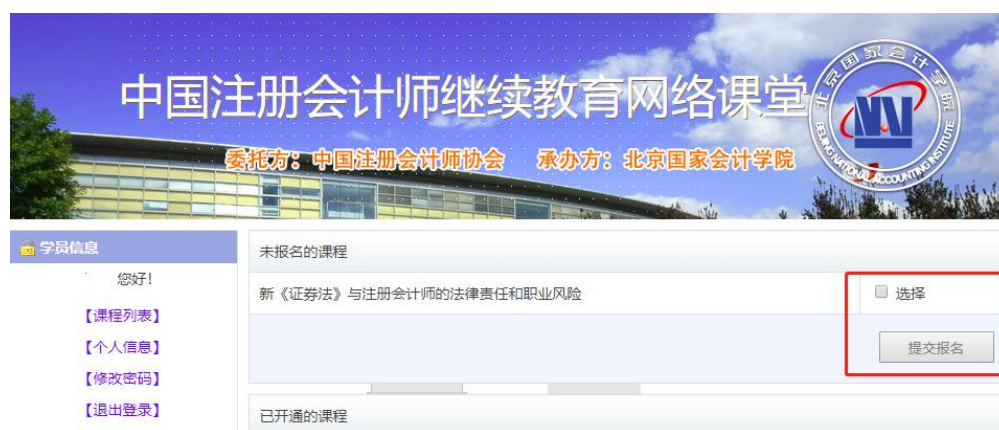 中国注册会计师继续教育网络课堂
委托方：中国注册会计师协会 承办方：北京国家会计学院
北京国家会计学院
BEIJING NATIONAL ACCOUNTING INSTITUTE
学员信息
您好！
【课程列表】
【个人信息】
【修改密码】
【退出登录】
未报名的课程
新《证券法》与注册会计师的法律责任和职业风险
选择
提交报名
已开通的课程